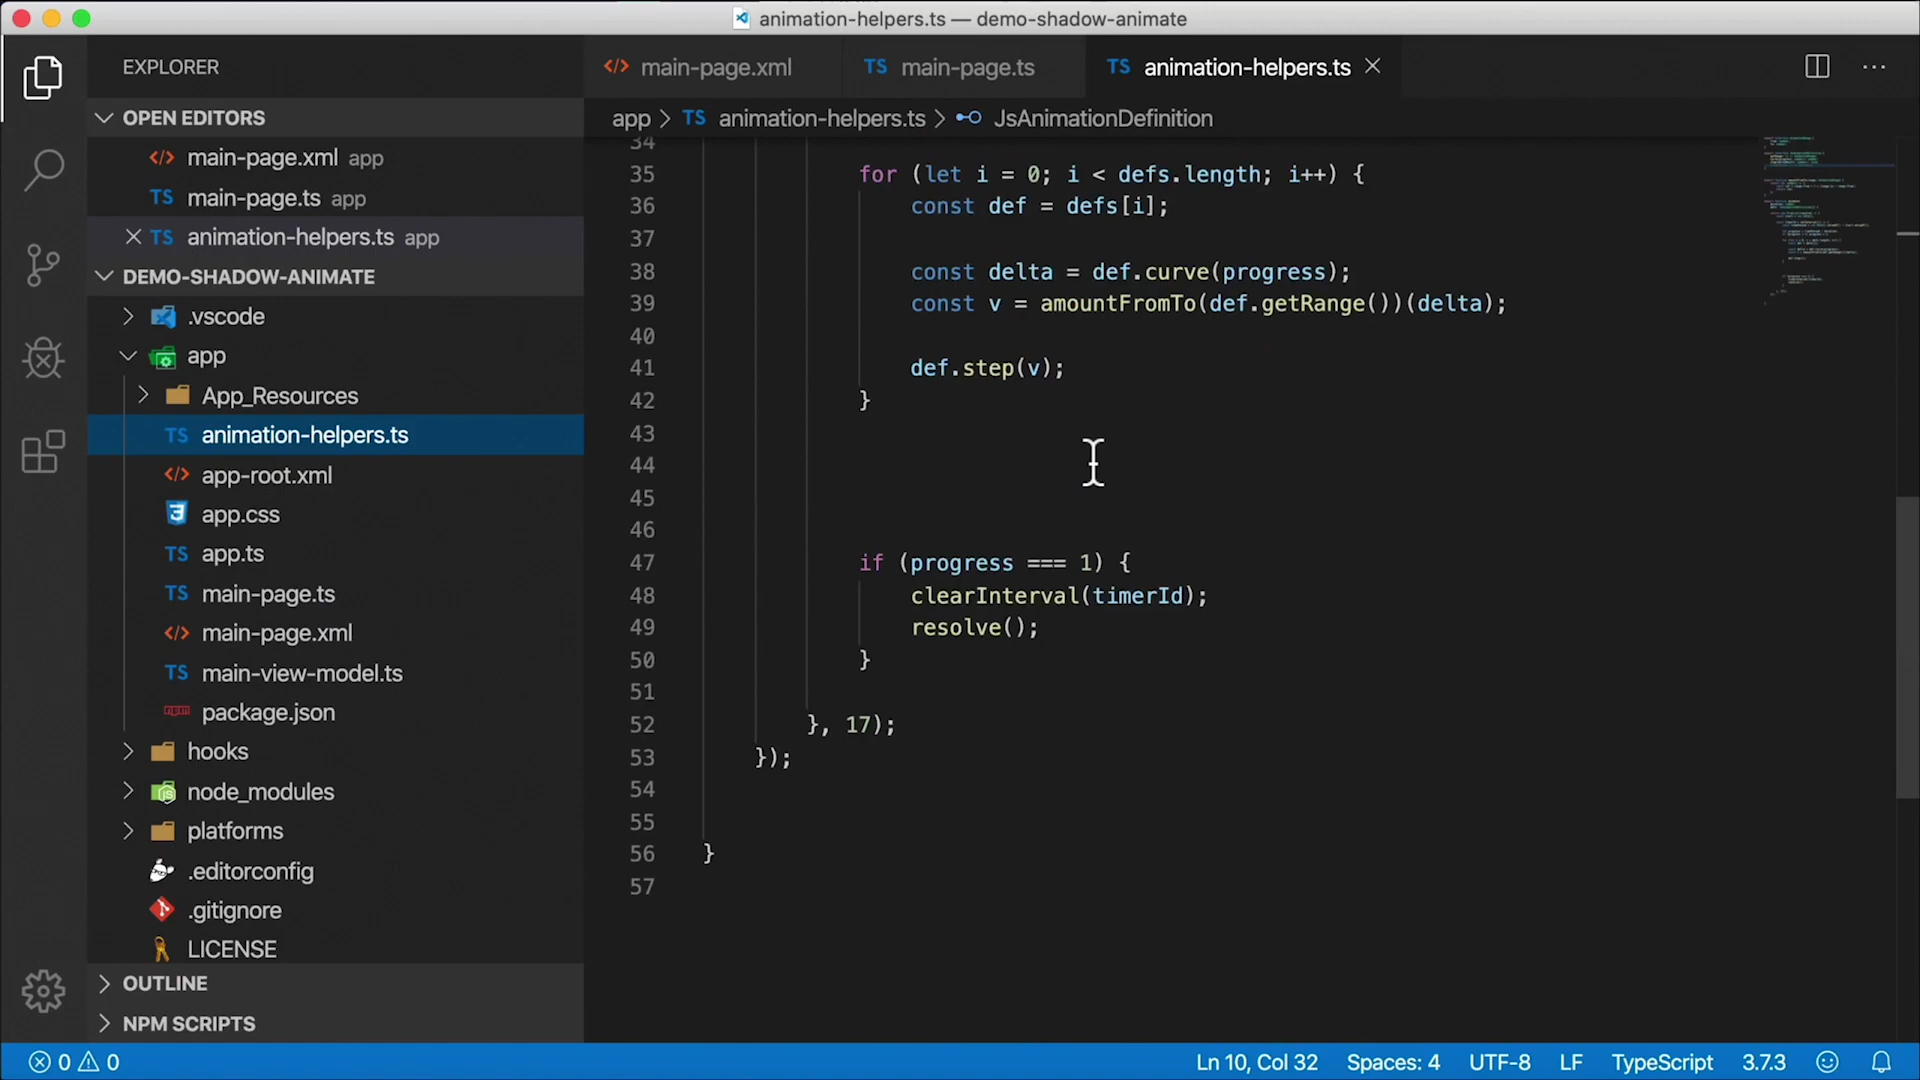 animation-helpers.ts — demo-shadow-animate
EXPLORER
OPEN EDITORS
main-page.xml app
main-page.ts app
animation-helpers.ts app
DEMO-SHADOW-ANIMATE
.vscode
app
App_Resources
animation-helpers.ts
app-root.xml
app.css
app.ts
main-page.ts
main-page.xml
main-view-model.ts
package.json
hooks
node_modules
platforms
.editorconfig
.gitignore
LICENSE
OUTLINE
NPM SCRIPTS
main-page.xml
TS main-page.ts
TS animation-helpers.ts
app > TS animation-helpers.ts > JsAnimationDefinition
34
35 for (let i = 0; i < defs.length; i++) {
36 const def = defs[i];
37
38 const delta = def.curve(progress);
39 const v = amountFromTo(def.getRange())(delta);
40
41 def.step(v);
42 }
43
44
45
46
47 if (progress === 1) {
48 clearInterval(timerId);
49 resolve();
50 }
51
52 }, 17);
53 });
54
55
56 }
57
0 0
Ln 10, Col 32 Spaces: 4 UTF-8 LF TypeScript 3.7.3